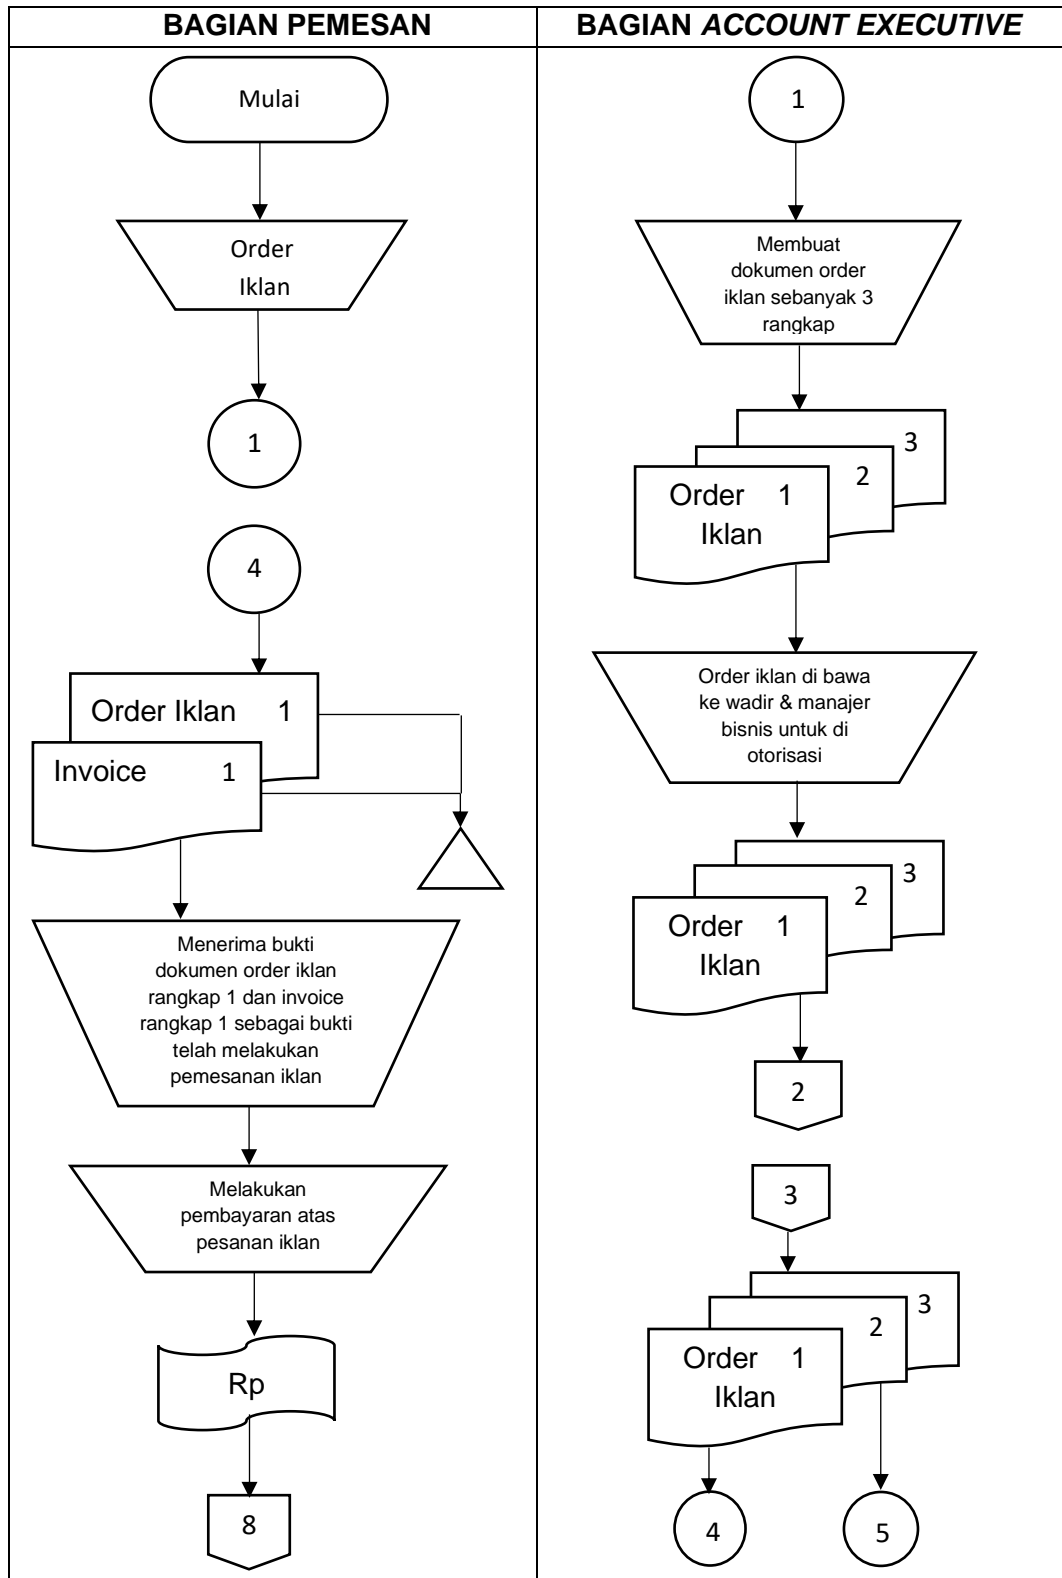 BAGIAN PEMESAN
Mulai
Order
Iklan
1
4
Order Iklan 1
Invoice 1
Menerima bukti
dokumen order iklan
rangkap 1 dan invoice
rangkap 1 sebagai bukti
telah melakukan
pemesanan iklan
Melakukan
pembayaran atas
pesanan iklan
Rp
8
BAGIAN ACCOUNT EXECUTIVE
1
Membuat
dokumen order
iklan sebanyak 3
rangkap
3
2
Order 1
Iklan
Order iklan di bawa
ke wadir & manajer
bisnis untuk di
otorisasi
3
2
Order 1
Iklan
2
3
3
2
Order 1
Iklan
4
5